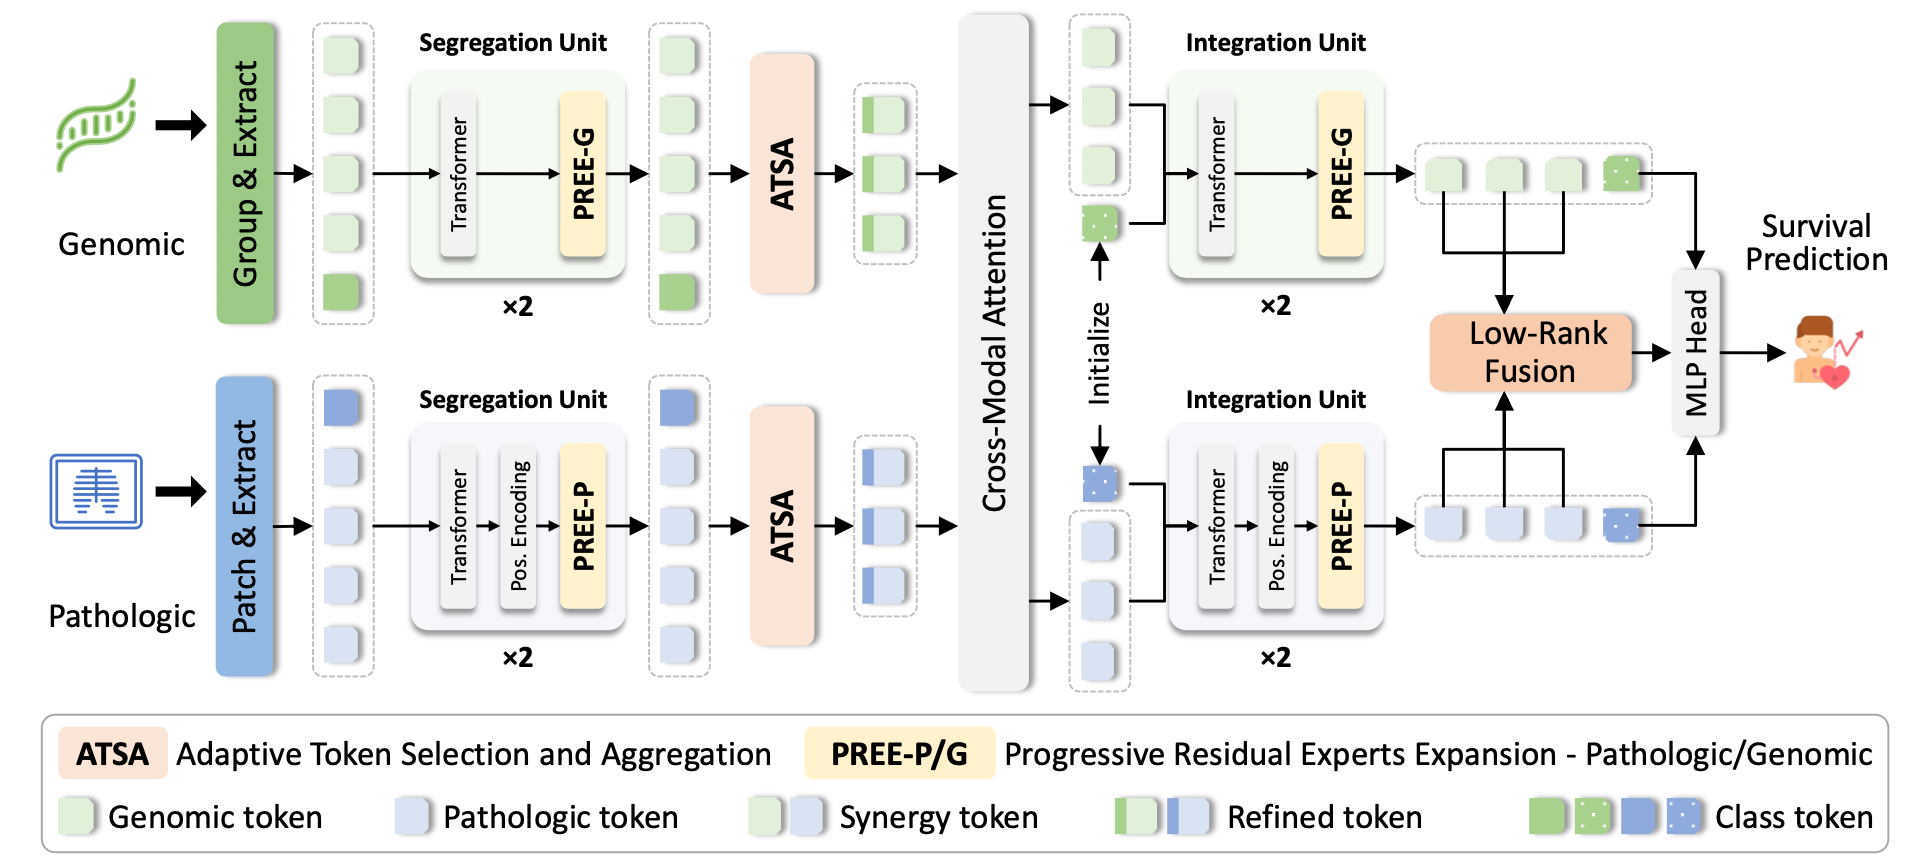 Genomic
Group & Extract
Segregation Unit
Transformer
PREE-G
×2
ATSA
Pathologic
Patch & Extract
Segregation Unit
Transformer
Pos. Encoding
PREE-P
×2
ATSA
Cross-Modal Attention
Initialize
Integration Unit
Transformer
PREE-G
×2
Integration Unit
Transformer
Pos. Encoding
PREE-P
×2
Low-Rank
Fusion
MLP Head
Survival
Prediction
ATSA Adaptive Token Selection and Aggregation PREE-P/G Progressive Residual Experts Expansion - Pathologic/Genomic
Genomic token Pathologic token Synergy token Refined token Class token